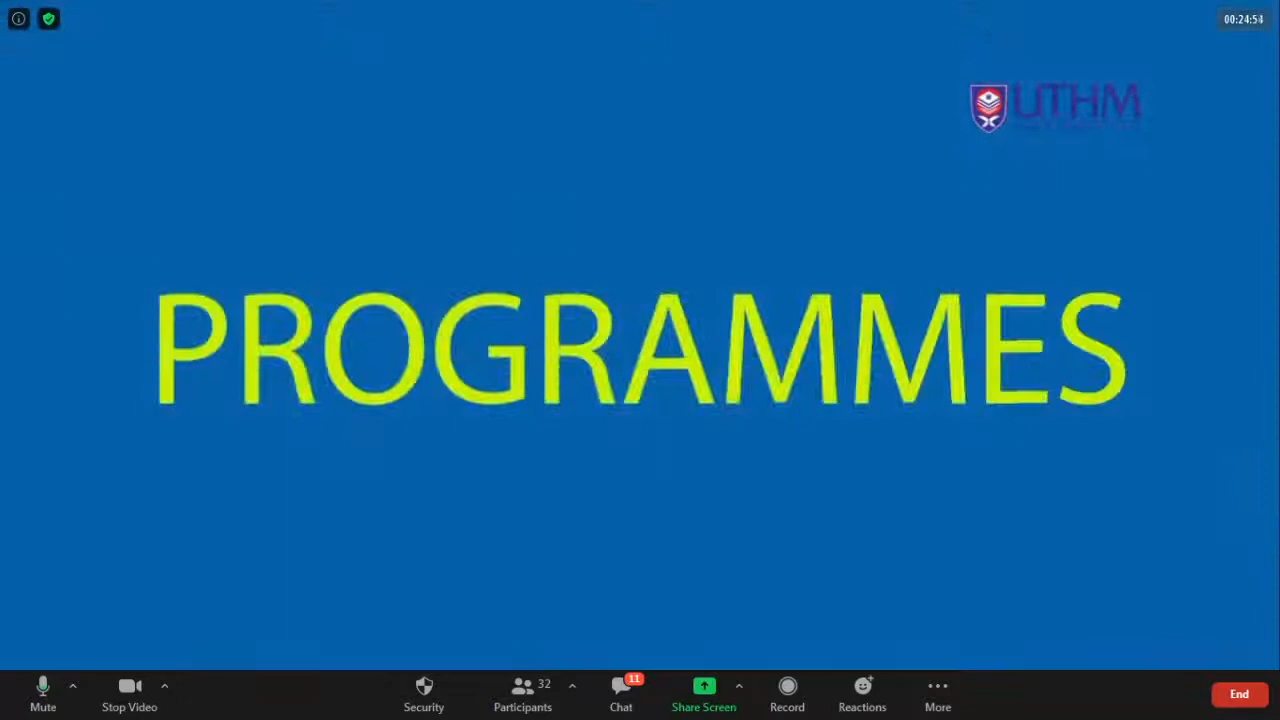 00:24:54
UTHM
PROGRAMMES
32
11
Mute
Stop Video
Security
Participants
Chat
Share Screen
Record
Reactions
More
End